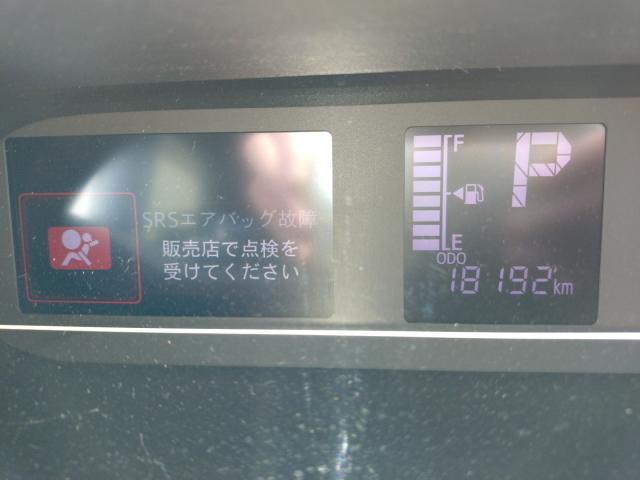 SRSエアバッグ故障
販売店で点検を
受けてください
F
P
E
ODO
18192km